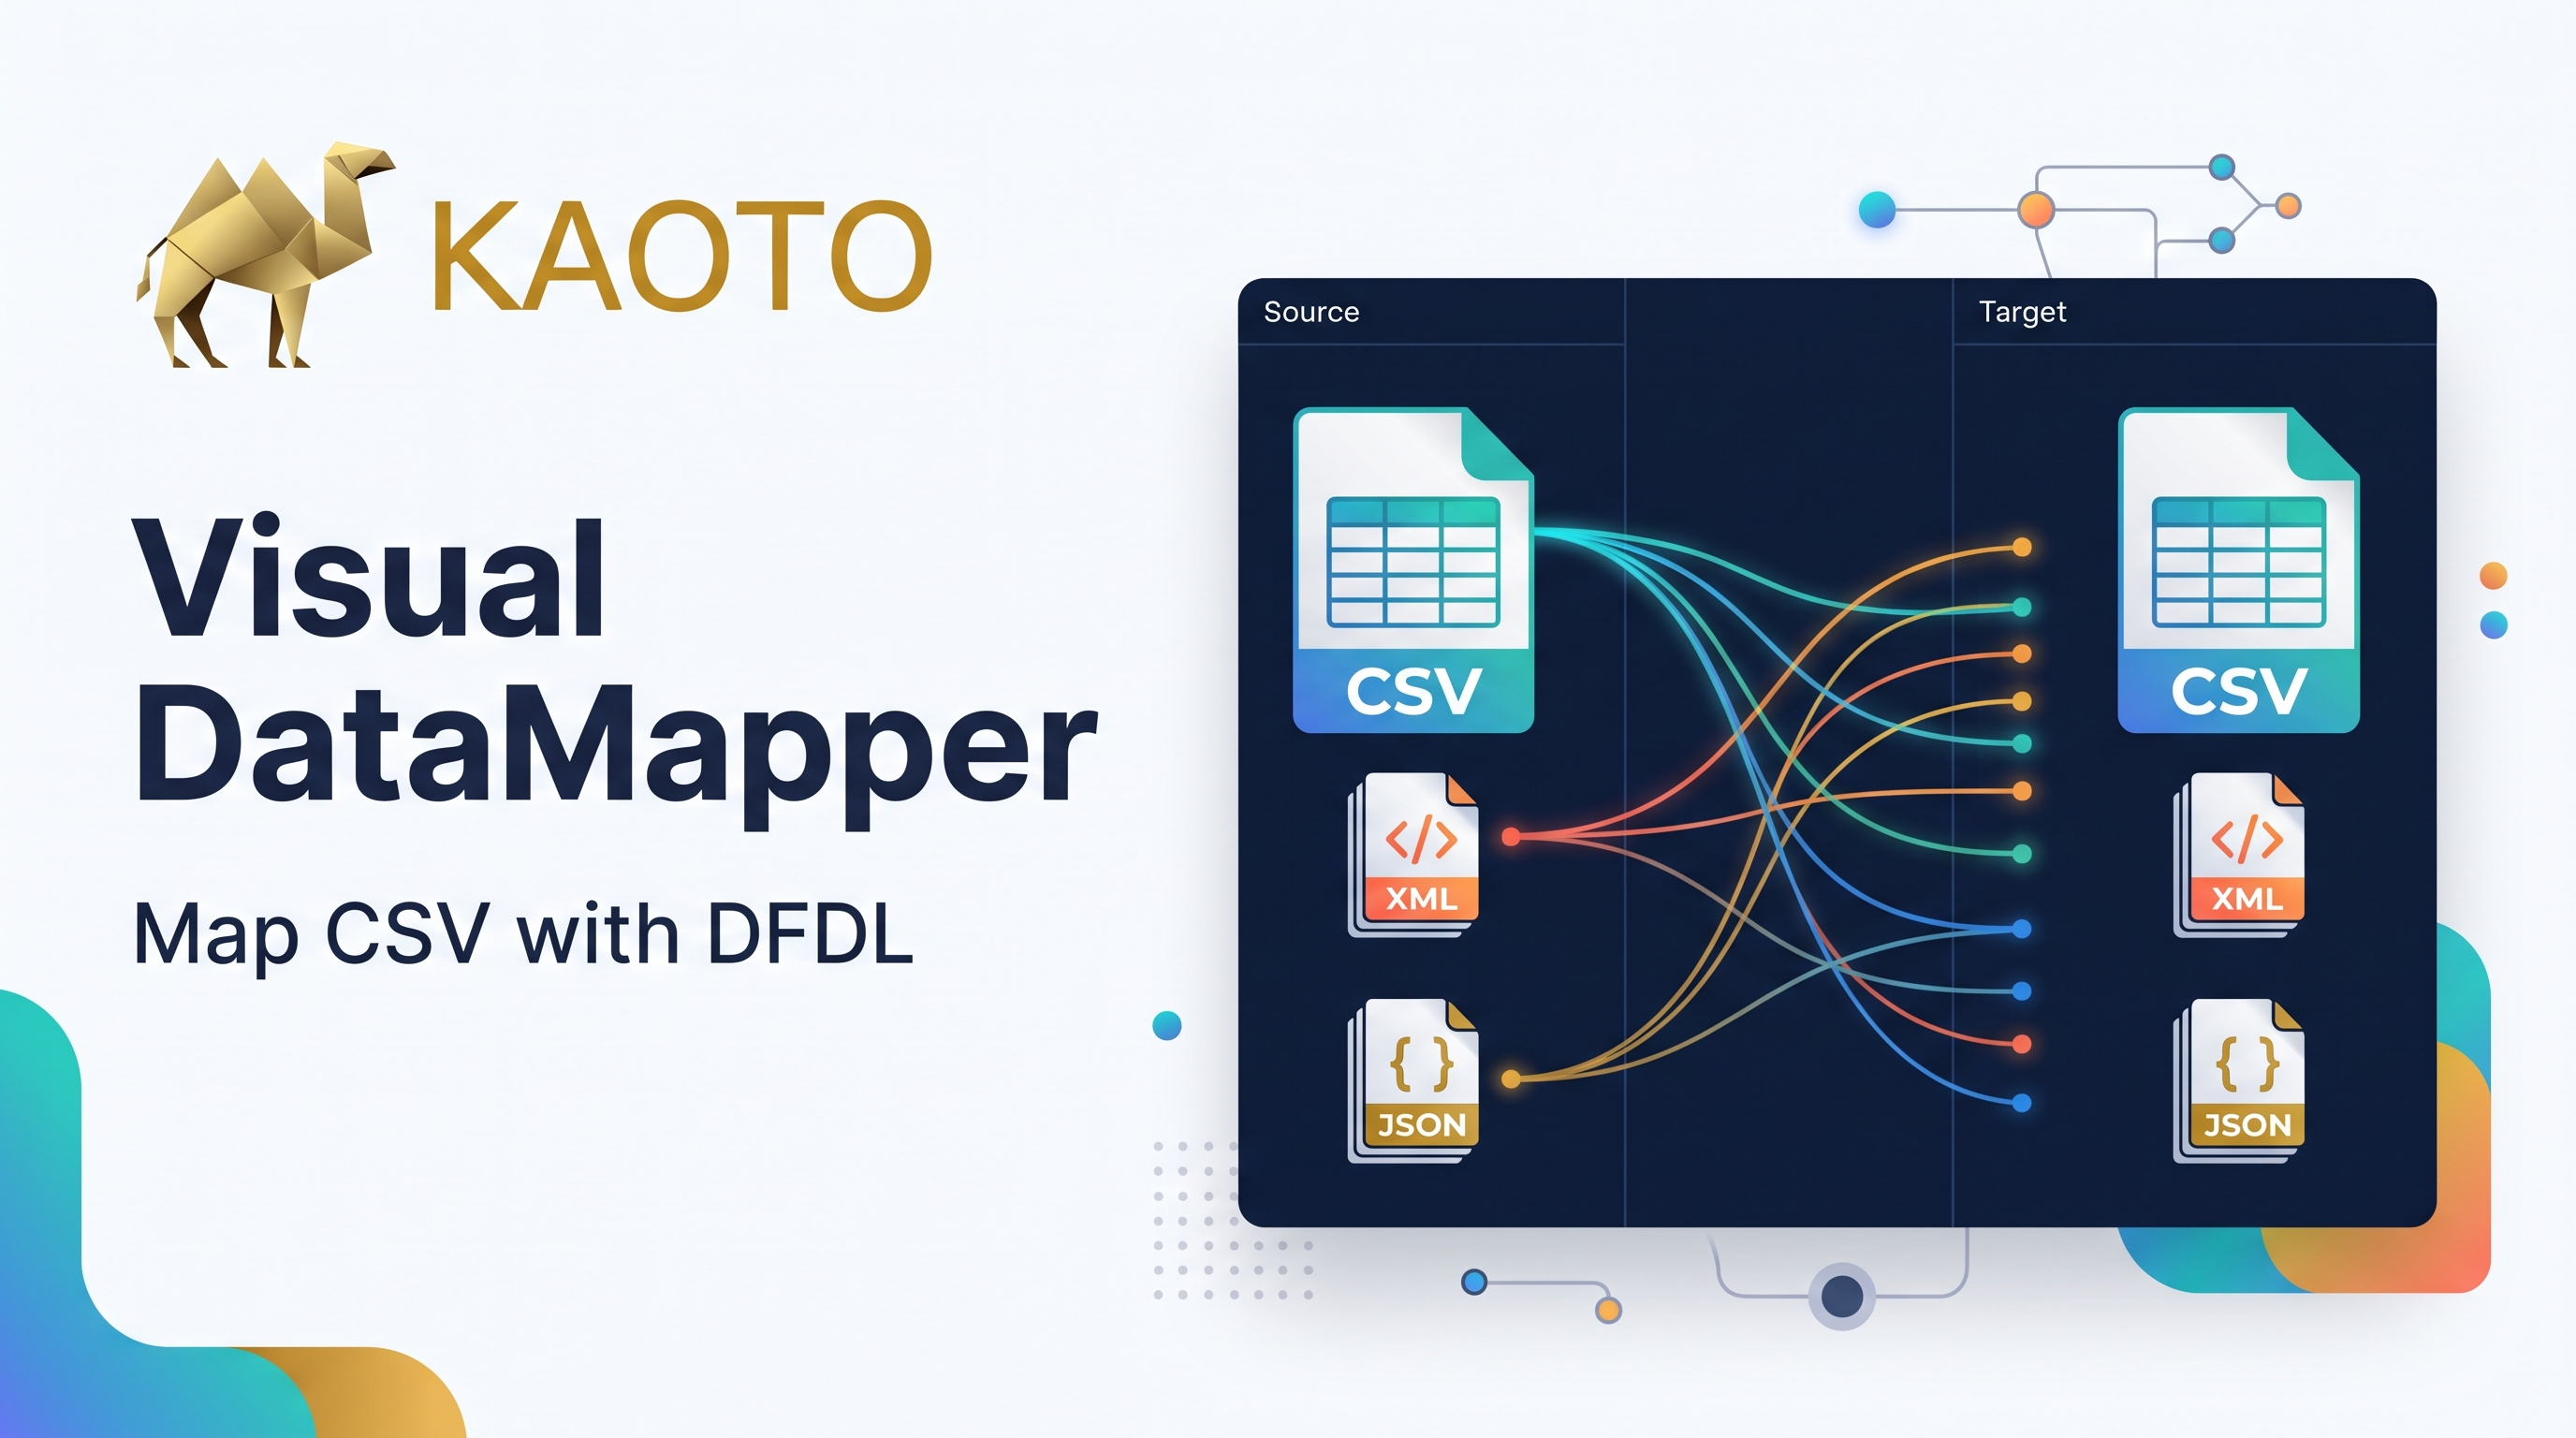 KAOTO
Visual
DataMapper
Map CSV with DFDL
Source
Target
CSV
CSV
</>
XML
</>
XML
{ }
JSON
{ }
JSON